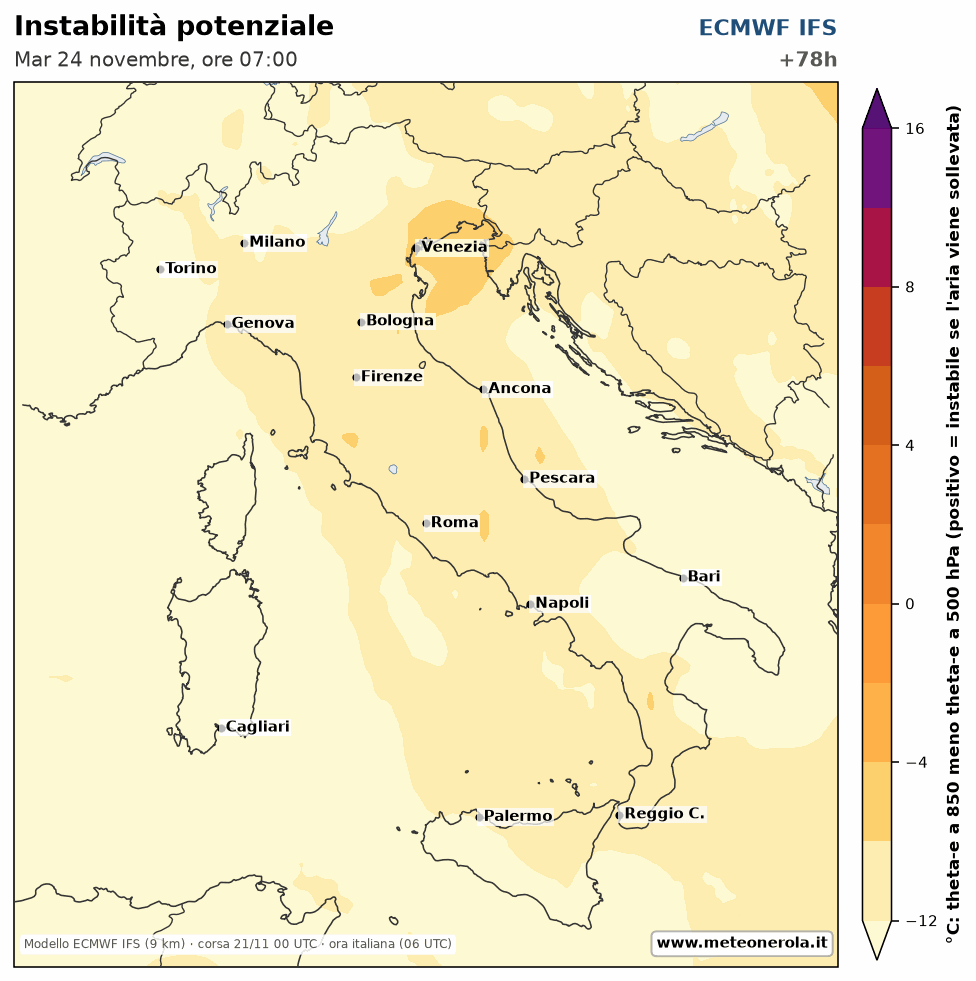 Instabilità potenziale
ECMWF IFS
Mar 24 novembre, ore 07:00
+78h
Milano
Venezia
Torino
Genova
Bologna
Firenze
Ancona
Pescara
Roma
Bari
Napoli
Cagliari
Palermo
Reggio C.
16
8
4
0
−4
−12
°C: theta-e a 850 meno theta-e a 500 hPa (positivo = instabile se l'aria viene sollevata)
Modello ECMWF IFS (9 km) · corsa 21/11 00 UTC · ora italiana (06 UTC)
www.meteonerola.it